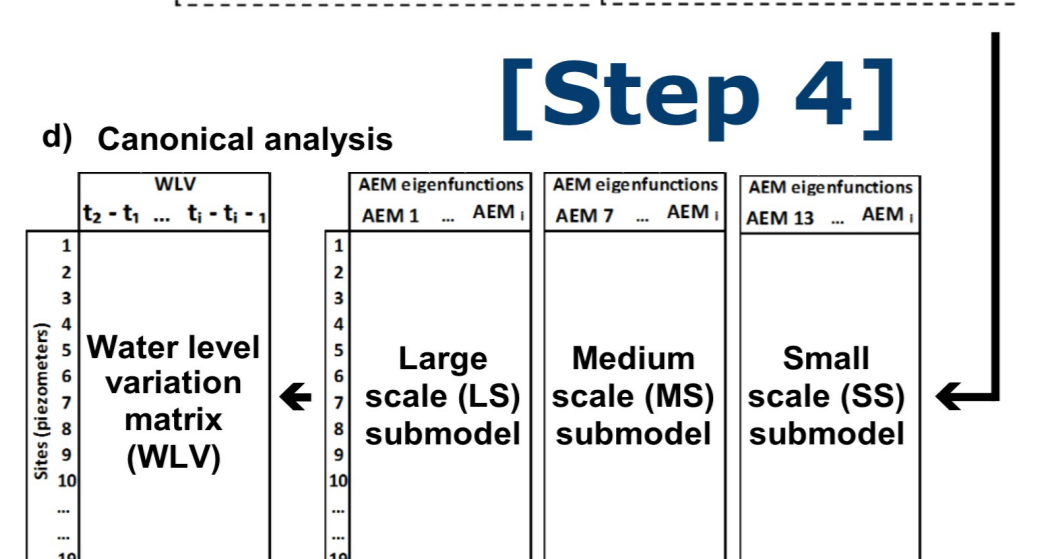 [Step 4]
d) Canonical analysis
WLV
t₂ - t₁ ... tᵢ - tᵢ - ₁
Sites (piezometers)
1
2
3
4
5
6
7
8
9
10
...
...
19
Water level
variation
matrix
(WLV)
AEM eigenfunctions
AEM 1 ... AEM ᵢ
1
2
3
4
5
6
7
8
9
10
...
...
19
Large
scale (LS)
submodel
AEM eigenfunctions
AEM 7 ... AEM ᵢ
Medium
scale (MS)
submodel
AEM eigenfunctions
AEM 13 ... AEM ᵢ
Small
scale (SS)
submodel